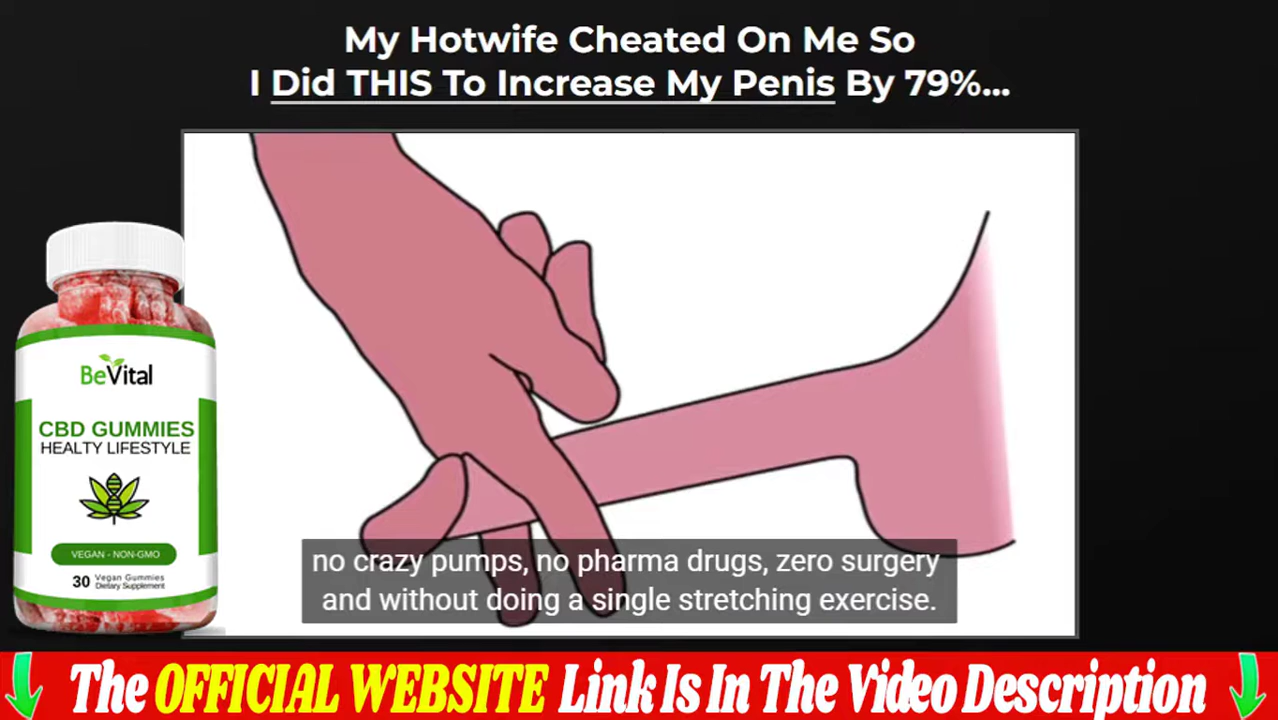 My Hotwife Cheated On Me So
I Did THIS To Increase My Penis By 79%...
BeVital
CBD GUMMIES
HEALTY LIFESTYLE
VEGAN - NON-GMO
30 Vegan Gummies
Dietary Supplement
no crazy pumps, no pharma drugs, zero surgery
and without doing a single stretching exercise.
The OFFICIAL WEBSITE Link Is In The Video Description